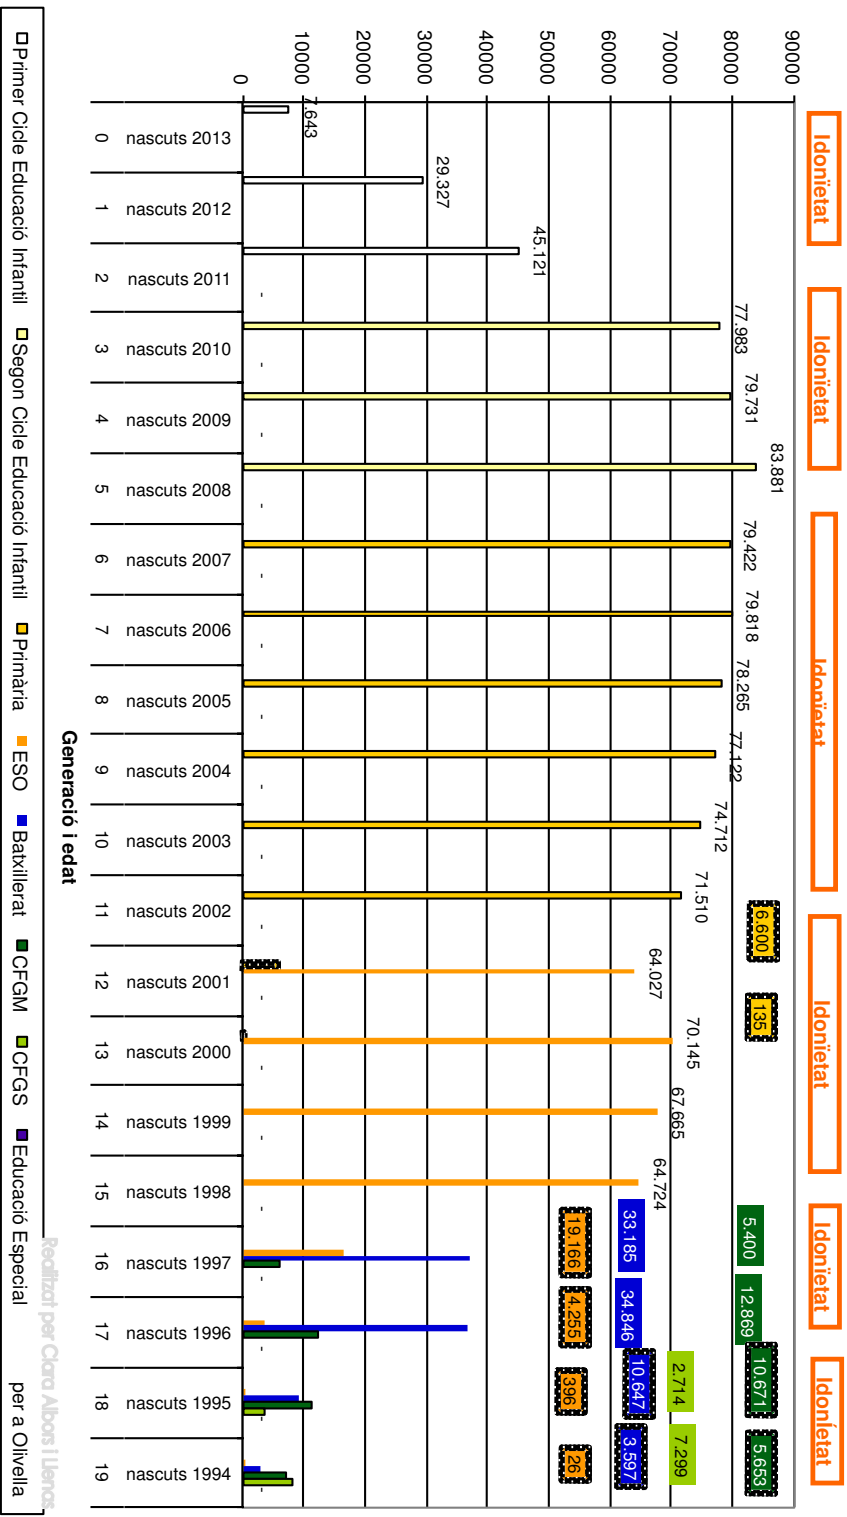 Idonïetat
Idonïetat
Idonïetat
Idonïetat
Idonïetat
Idoníetat
90000
80000
70000
60000
50000
40000
30000
20000
10000
0
7.643
29.327
45.121
77.983
79.731
83.881
79.422
79.818
78.265
77.122
74.712
71.510
64.027
70.145
67.665
64.724
6.600
135
5.400
12.869
10.671
5.653
2.714
7.299
33.185
34.846
10.647
3.597
19.166
4.255
396
26
nascuts 2013
nascuts 2012
nascuts 2011
nascuts 2010
nascuts 2009
nascuts 2008
nascuts 2007
nascuts 2006
nascuts 2005
nascuts 2004
nascuts 2003
nascuts 2002
nascuts 2001
nascuts 2000
nascuts 1999
nascuts 1998
nascuts 1997
nascuts 1996
nascuts 1995
nascuts 1994
0 1 2 3 4 5 6 7 8 9 10 11 12 13 14 15 16 17 18 19
Generació i edat
Realitzat per Clara Albors i Llenas
Primer Cicle Educació Infantil Segon Cicle Educació Infantil Primària ESO Batxillerat CFGM CFGS Educació Especial per a Olivella